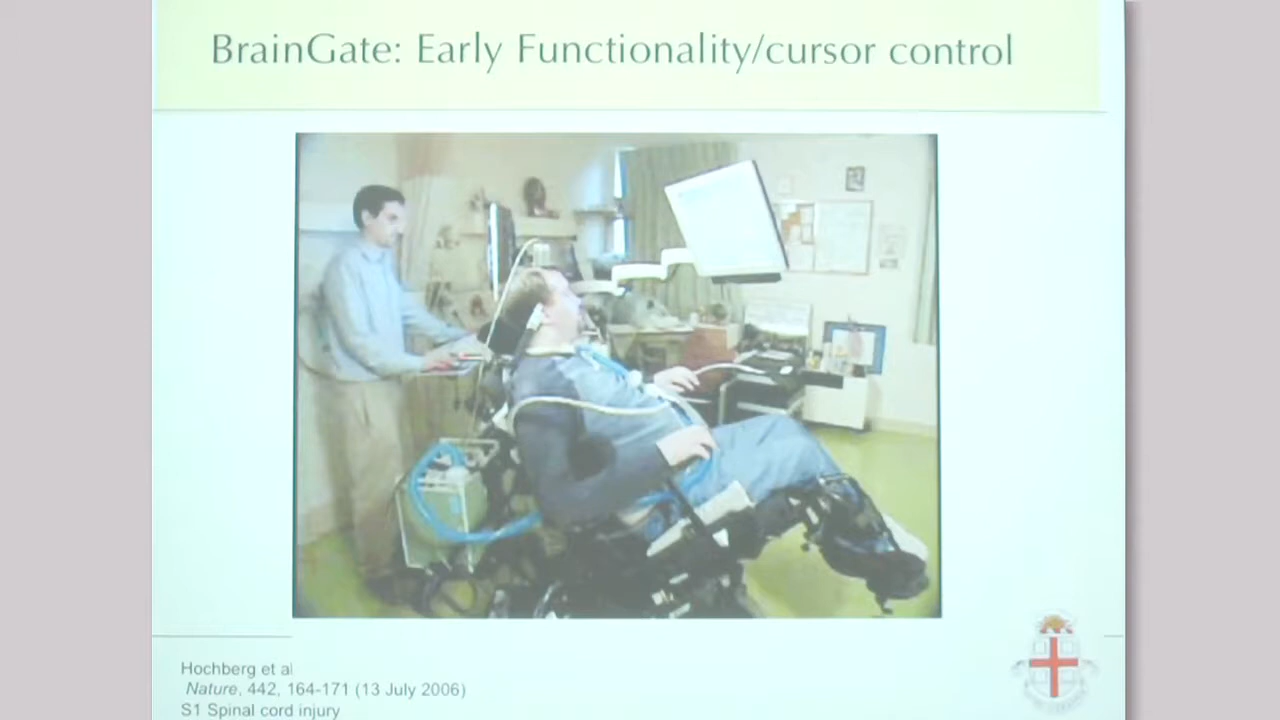 BrainGate: Early Functionality/cursor control
Hochberg et al
Nature, 442, 164-171 (13 July 2006)
S1 Spinal cord injury